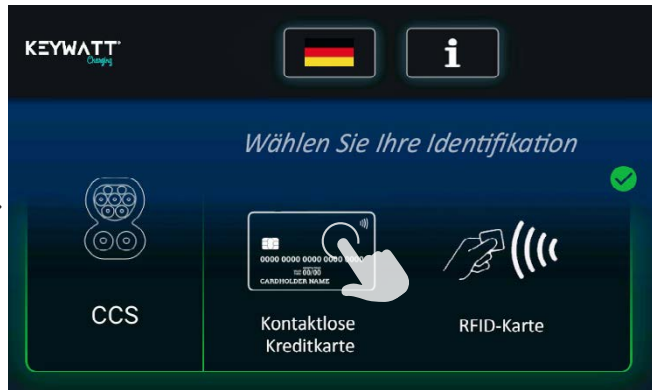 KEYWATT
Charging
i
Wählen Sie Ihre Identifikation
0000 0000 0000 0000 0000
00/00
CARDHOLDER NAME
CCS
Kontaktlose
Kreditkarte
RFID-Karte